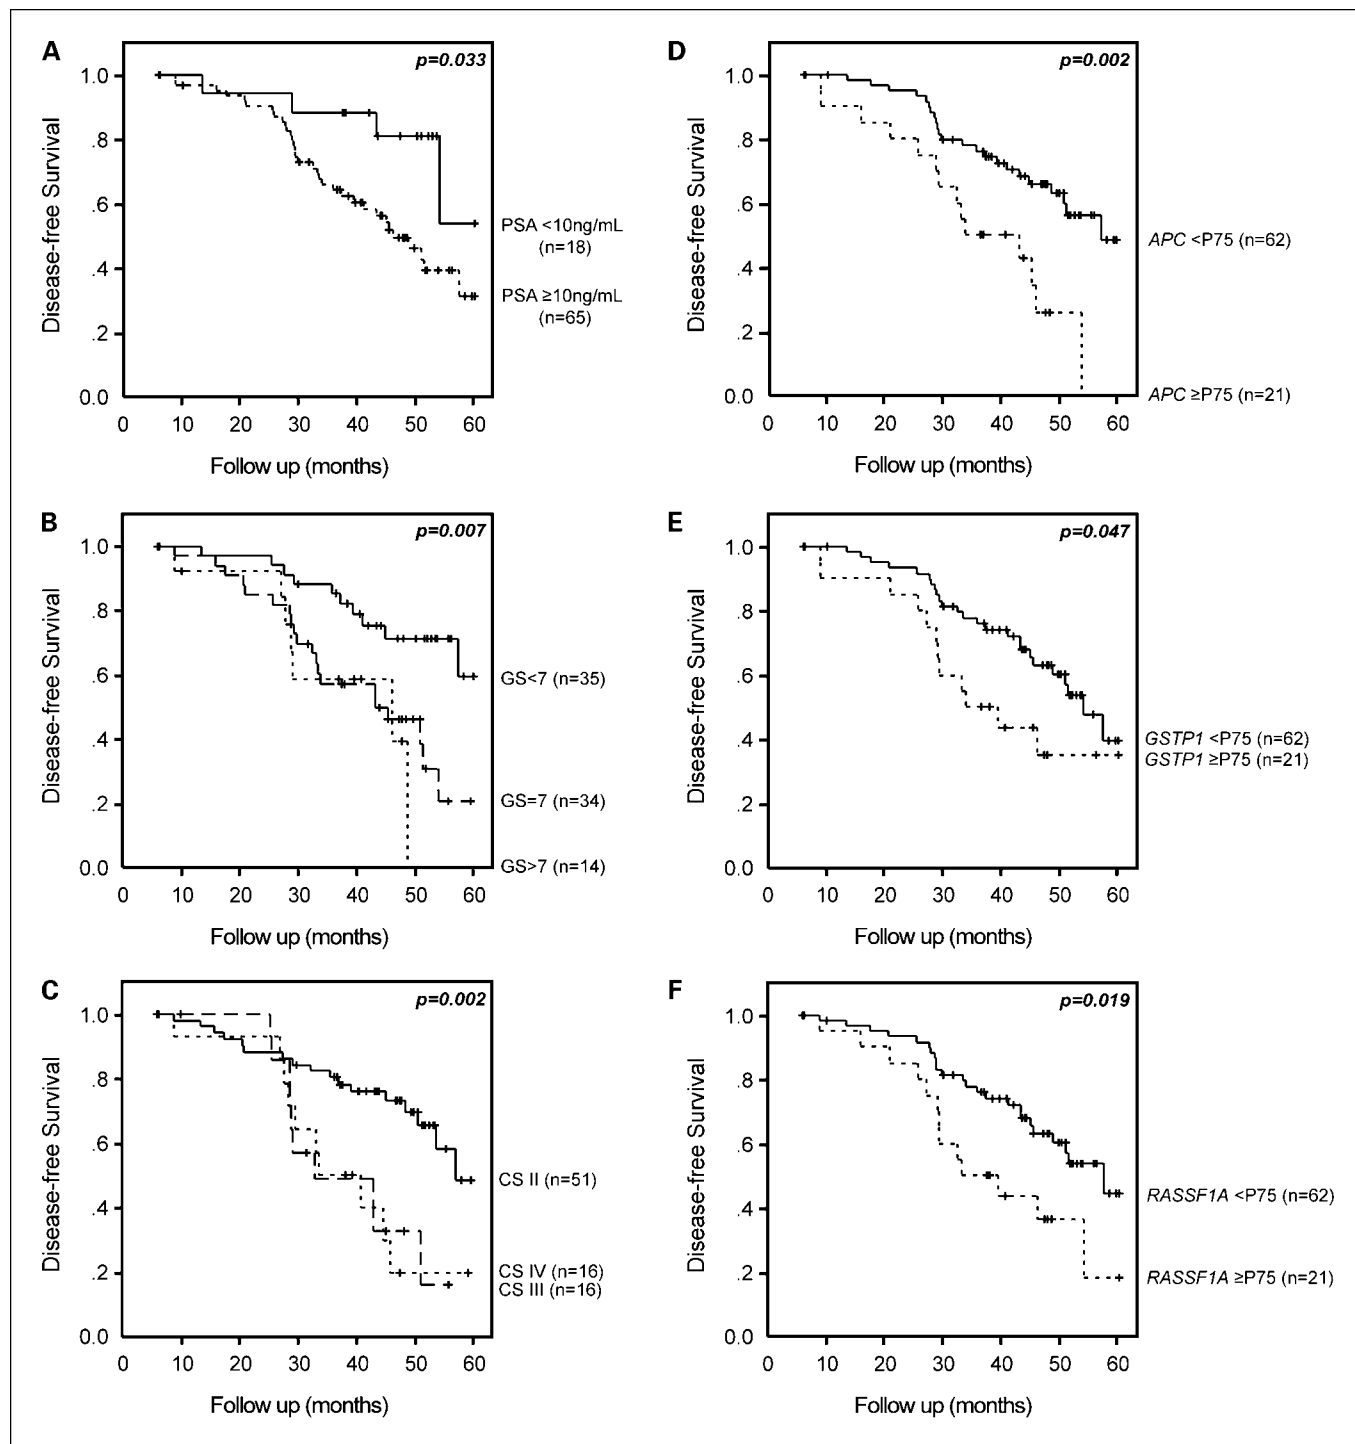 A
p=0.033
1.0
.8
.6
.4
.2
0.0
Disease-free Survival
PSA <10ng/mL
(n=18)
PSA ≥10ng/mL
(n=65)
0 10 20 30 40 50 60
Follow up (months)
B
p=0.007
1.0
.8
.6
.4
.2
0.0
Disease-free Survival
GS<7 (n=35)
GS=7 (n=34)
GS>7 (n=14)
0 10 20 30 40 50 60
Follow up (months)
C
p=0.002
1.0
.8
.6
.4
.2
0.0
Disease-free Survival
CS II (n=51)
CS IV (n=16)
CS III (n=16)
0 10 20 30 40 50 60
Follow up (months)
D
p=0.002
1.0
.8
.6
.4
.2
0.0
Disease-free Survival
APC <P75 (n=62)
APC ≥P75 (n=21)
0 10 20 30 40 50 60
Follow up (months)
E
p=0.047
1.0
.8
.6
.4
.2
0.0
Disease-free Survival
GSTP1 <P75 (n=62)
GSTP1 ≥P75 (n=21)
0 10 20 30 40 50 60
Follow up (months)
F
p=0.019
1.0
.8
.6
.4
.2
0.0
Disease-free Survival
RASSF1A <P75 (n=62)
RASSF1A ≥P75 (n=21)
0 10 20 30 40 50 60
Follow up (months)